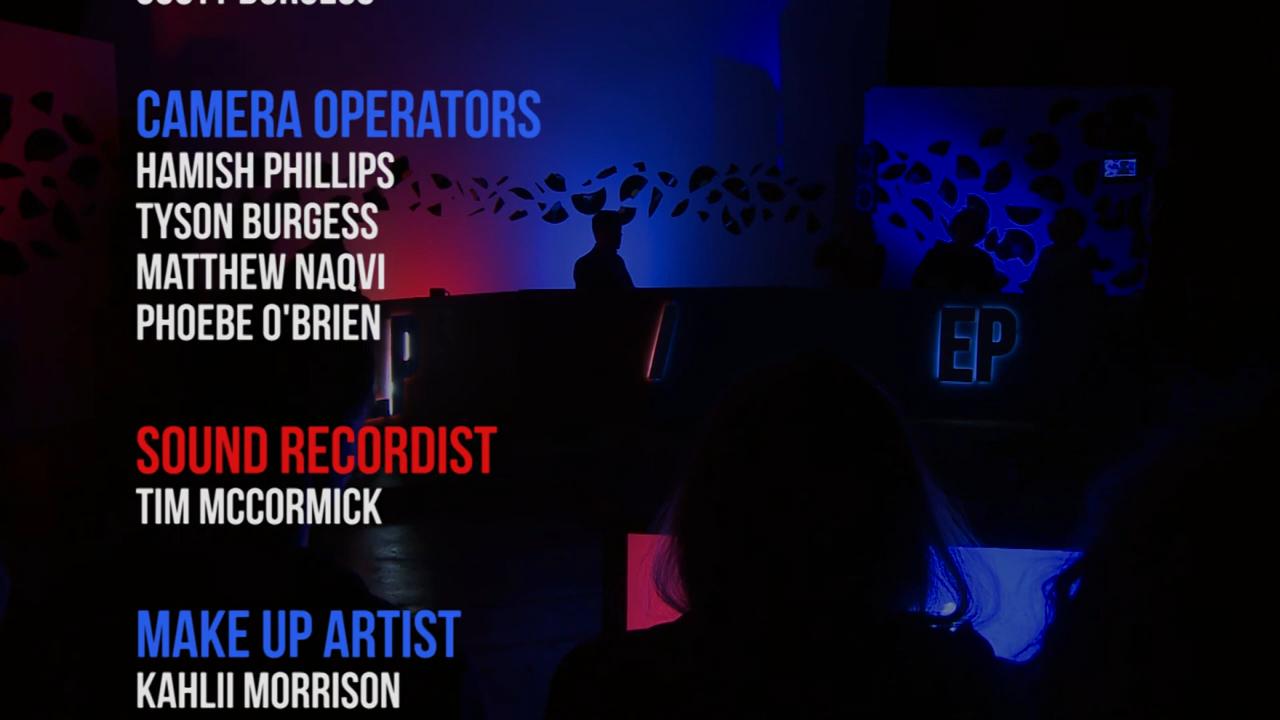 CAMERA OPERATORS
HAMISH PHILLIPS
TYSON BURGESS
MATTHEW NAQVI
PHOEBE O'BRIEN
P / EP
SOUND RECORDIST
TIM MCCORMICK
MAKE UP ARTIST
KAHLII MORRISON